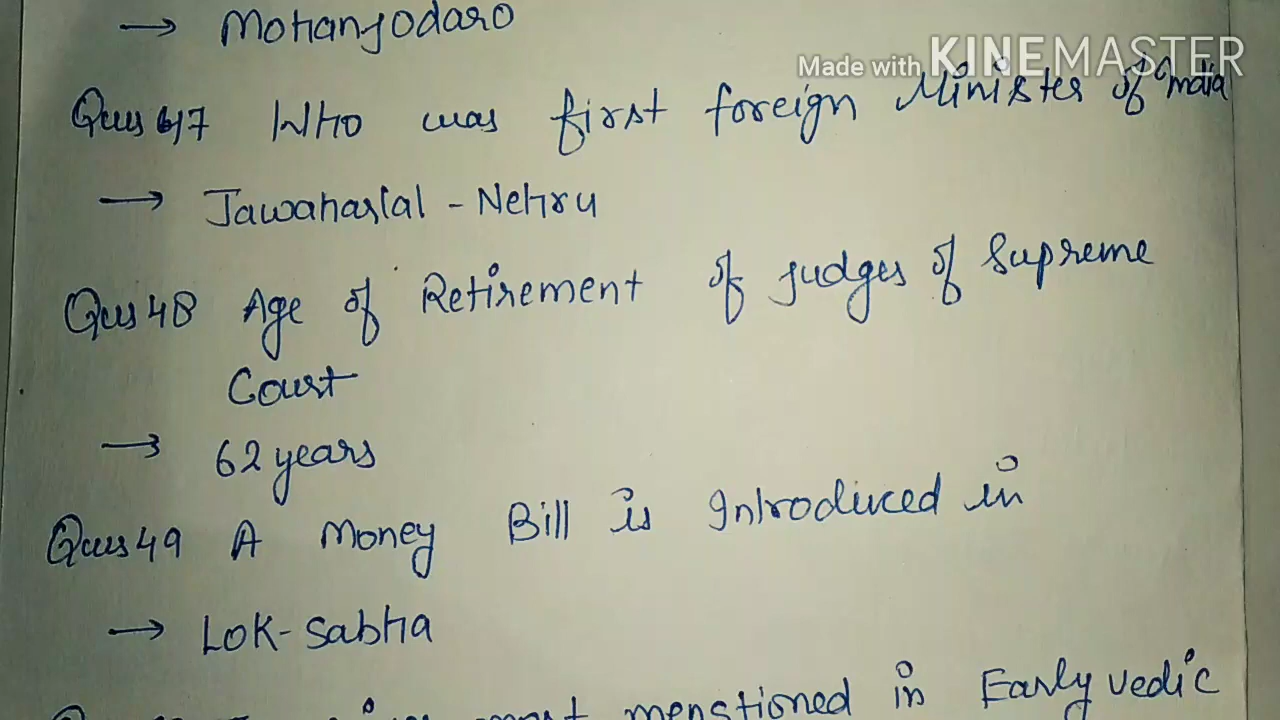 → Mohanjodaro
Made with KINEMASTER
Ques 47 Who was first foreign Minister of India
→ Jawaharlal - Nehru
Ques 48 Age of Retirement of judges of Supreme
Court
→ 62 years
Ques 49 A Money Bill is Introduced in
→ Lok-Sabha
most menstioned in Early vedic